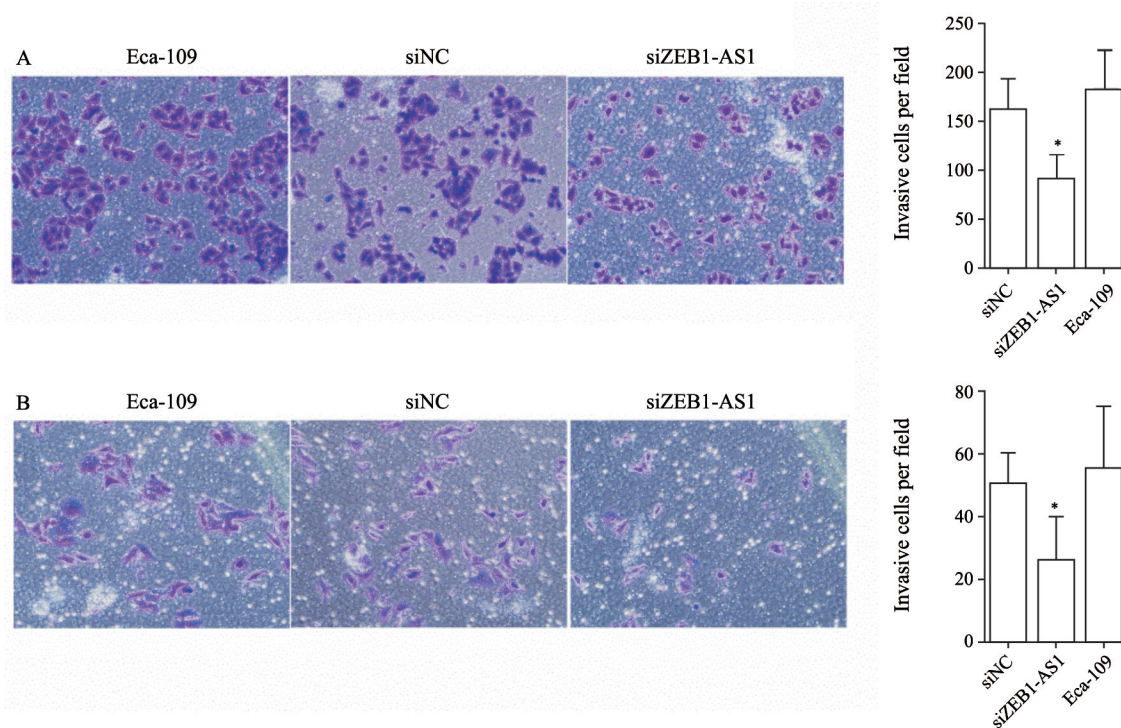 A
Eca-109
siNC
siZEB1-AS1
Invasive cells per field
250
200
150
100
50
0
*
siNC
siZEB1-AS1
Eca-109
B
Eca-109
siNC
siZEB1-AS1
Invasive cells per field
80
60
40
20
0
*
siNC
siZEB1-AS1
Eca-109